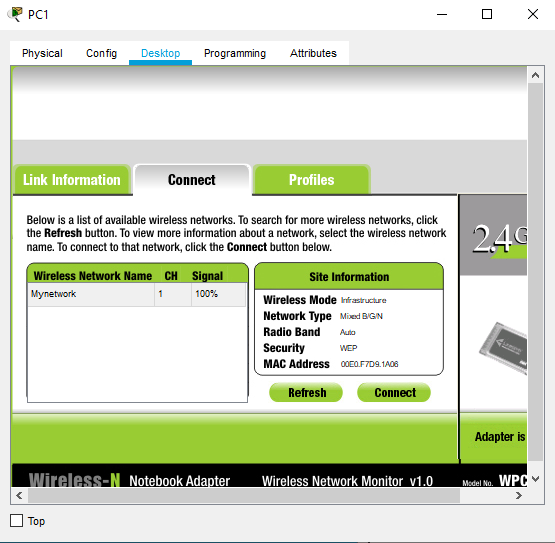 PC1
Physical Config Desktop Programming Attributes
Link Information Connect Profiles
Below is a list of available wireless networks. To search for more wireless networks, click
the Refresh button. To view more information about a network, select the wireless network
name. To connect to that network, click the Connect button below.
2.4G
Wireless Network Name CH Signal
Mynetwork 1 100%
Site Information
Wireless Mode Infrastructure
Network Type Mixed B/G/N
Radio Band Auto
Security WEP
MAC Address 00E0.F7D9.1A06
Refresh Connect
Adapter is
Wireless-N Notebook Adapter Wireless Network Monitor v1.0 Model No. WPC
Top